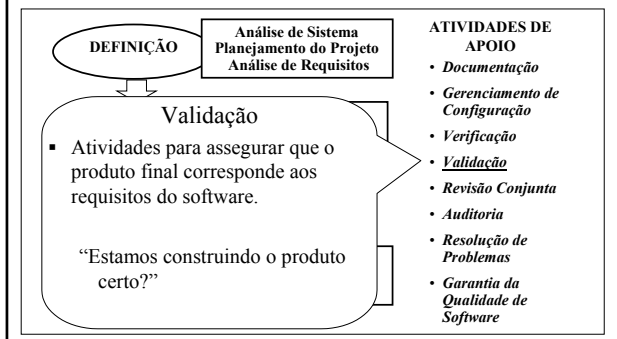 DEFINIÇÃO
Análise de Sistema
Planejamento do Projeto
Análise de Requisitos
Validação
▪ Atividades para assegurar que o
produto final corresponde aos
requisitos do software.
“Estamos construindo o produto
certo?”
ATIVIDADES DE
APOIO
• Documentação
• Gerenciamento de
Configuração
• Verificação
• Validação
• Revisão Conjunta
• Auditoria
• Resolução de
Problemas
• Garantia da
Qualidade de
Software